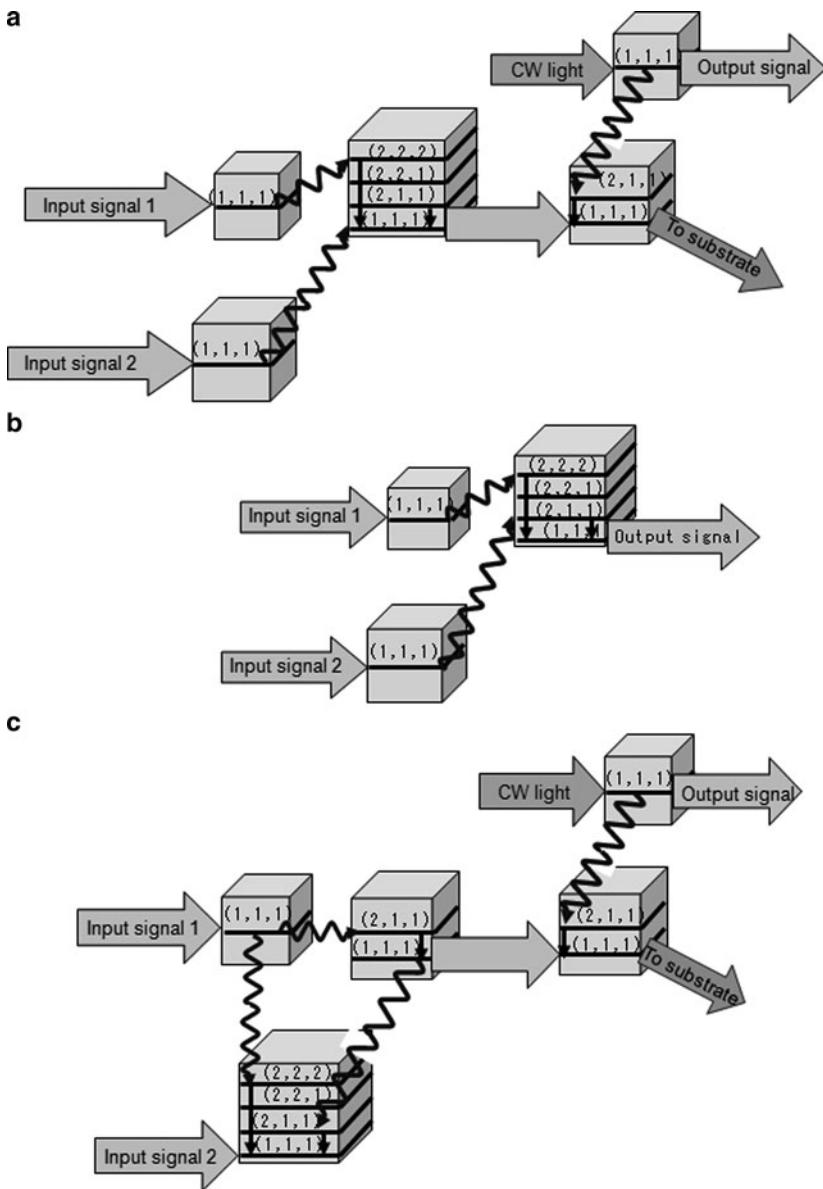 a
CW light
(1,1,1)
Output signal
(2,2,2)
(2,2,1)
(2,1,1)
(1,1,1)
Input signal 1
(1,1,1)
(2,1,1)
(1,1,1)
To substrate
Input signal 2
(1,1,1)
b
(2,2,2)
(2,2,1)
(2,1,1)
(1,1,1
Input signal 1
(1,1,1)
Output signal
Input signal 2
(1,1,1)
c
CW light
(1,1,1)
Output signal
Input signal 1
(1,1,1)
(2,1,1)
(1,1,1)
(2,1,1)
(1,1,1)
To substrate
(2,2,2)
(2,2,1)
(2,1,1)
(1,1,1)
Input signal 2